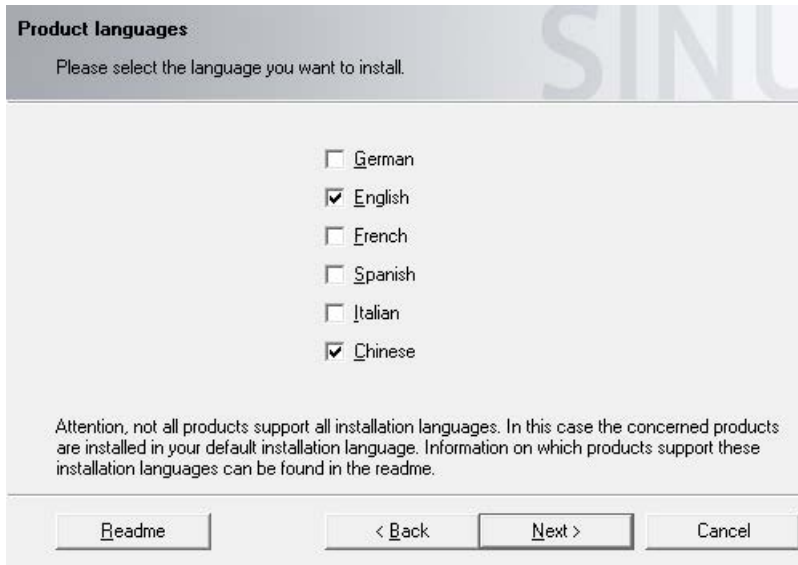 Product languages
SINU
Please select the language you want to install.
German
English
French
Spanish
Italian
Chinese
Attention, not all products support all installation languages. In this case the concerned products
are installed in your default installation language. Information on which products support these
installation languages can be found in the readme.
Readme
< Back
Next >
Cancel